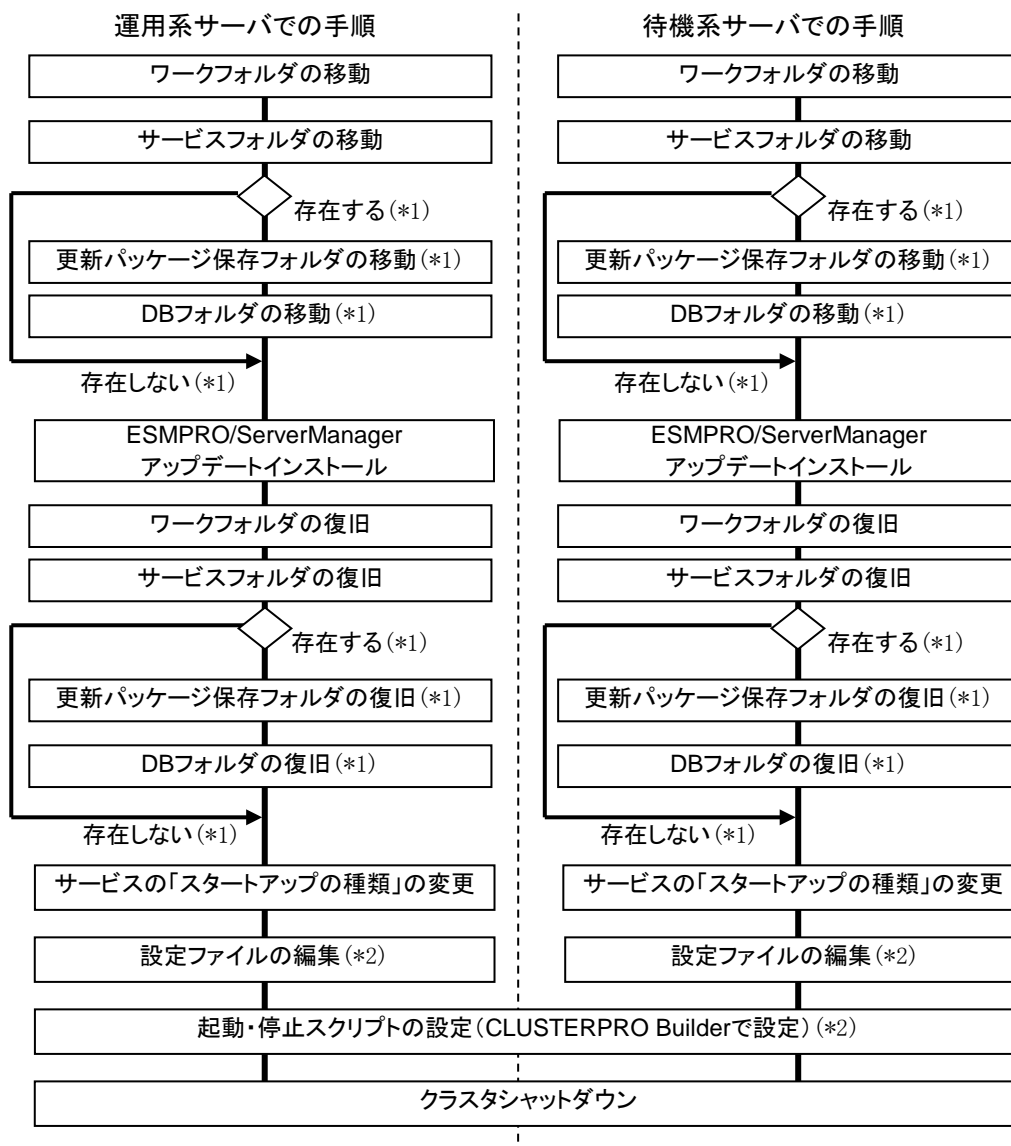 運用系サーバでの手順
ワークフォルダの移動
サービスフォルダの移動
存在する(*1)
更新パッケージ保存フォルダの移動(*1)
DBフォルダの移動(*1)
存在しない(*1)
ESMPRO/ServerManager
アップデートインストール
ワークフォルダの復旧
サービスフォルダの復旧
存在する(*1)
更新パッケージ保存フォルダの復旧(*1)
DBフォルダの復旧(*1)
存在しない(*1)
サービスの「スタートアップの種類」の変更
設定ファイルの編集(*2)
待機系サーバでの手順
ワークフォルダの移動
サービスフォルダの移動
存在する(*1)
更新パッケージ保存フォルダの移動(*1)
DBフォルダの移動(*1)
存在しない(*1)
ESMPRO/ServerManager
アップデートインストール
ワークフォルダの復旧
サービスフォルダの復旧
存在する(*1)
更新パッケージ保存フォルダの復旧(*1)
DBフォルダの復旧(*1)
存在しない(*1)
サービスの「スタートアップの種類」の変更
設定ファイルの編集(*2)
起動・停止スクリプトの設定(CLUSTERPRO Builderで設定)(*2)
クラスタシャットダウン